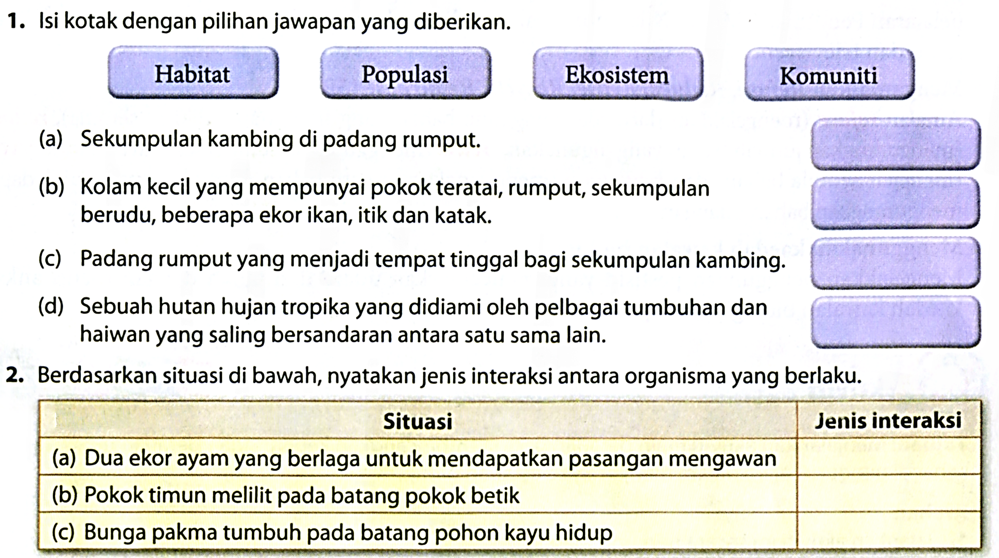 1. Isi kotak dengan pilihan jawapan yang diberikan.
Habitat Populasi Ekosistem Komuniti
(a) Sekumpulan kambing di padang rumput.
(b) Kolam kecil yang mempunyai pokok teratai, rumput, sekumpulan
berudu, beberapa ekor ikan, itik dan katak.
(c) Padang rumput yang menjadi tempat tinggal bagi sekumpulan kambing.
(d) Sebuah hutan hujan tropika yang didiami oleh pelbagai tumbuhan dan
haiwan yang saling bersandaran antara satu sama lain.
2. Berdasarkan situasi di bawah, nyatakan jenis interaksi antara organisma yang berlaku.
Situasi Jenis interaksi
(a) Dua ekor ayam yang berlaga untuk mendapatkan pasangan mengawan
(b) Pokok timun melilit pada batang pokok betik
(c) Bunga pakma tumbuh pada batang pohon kayu hidup